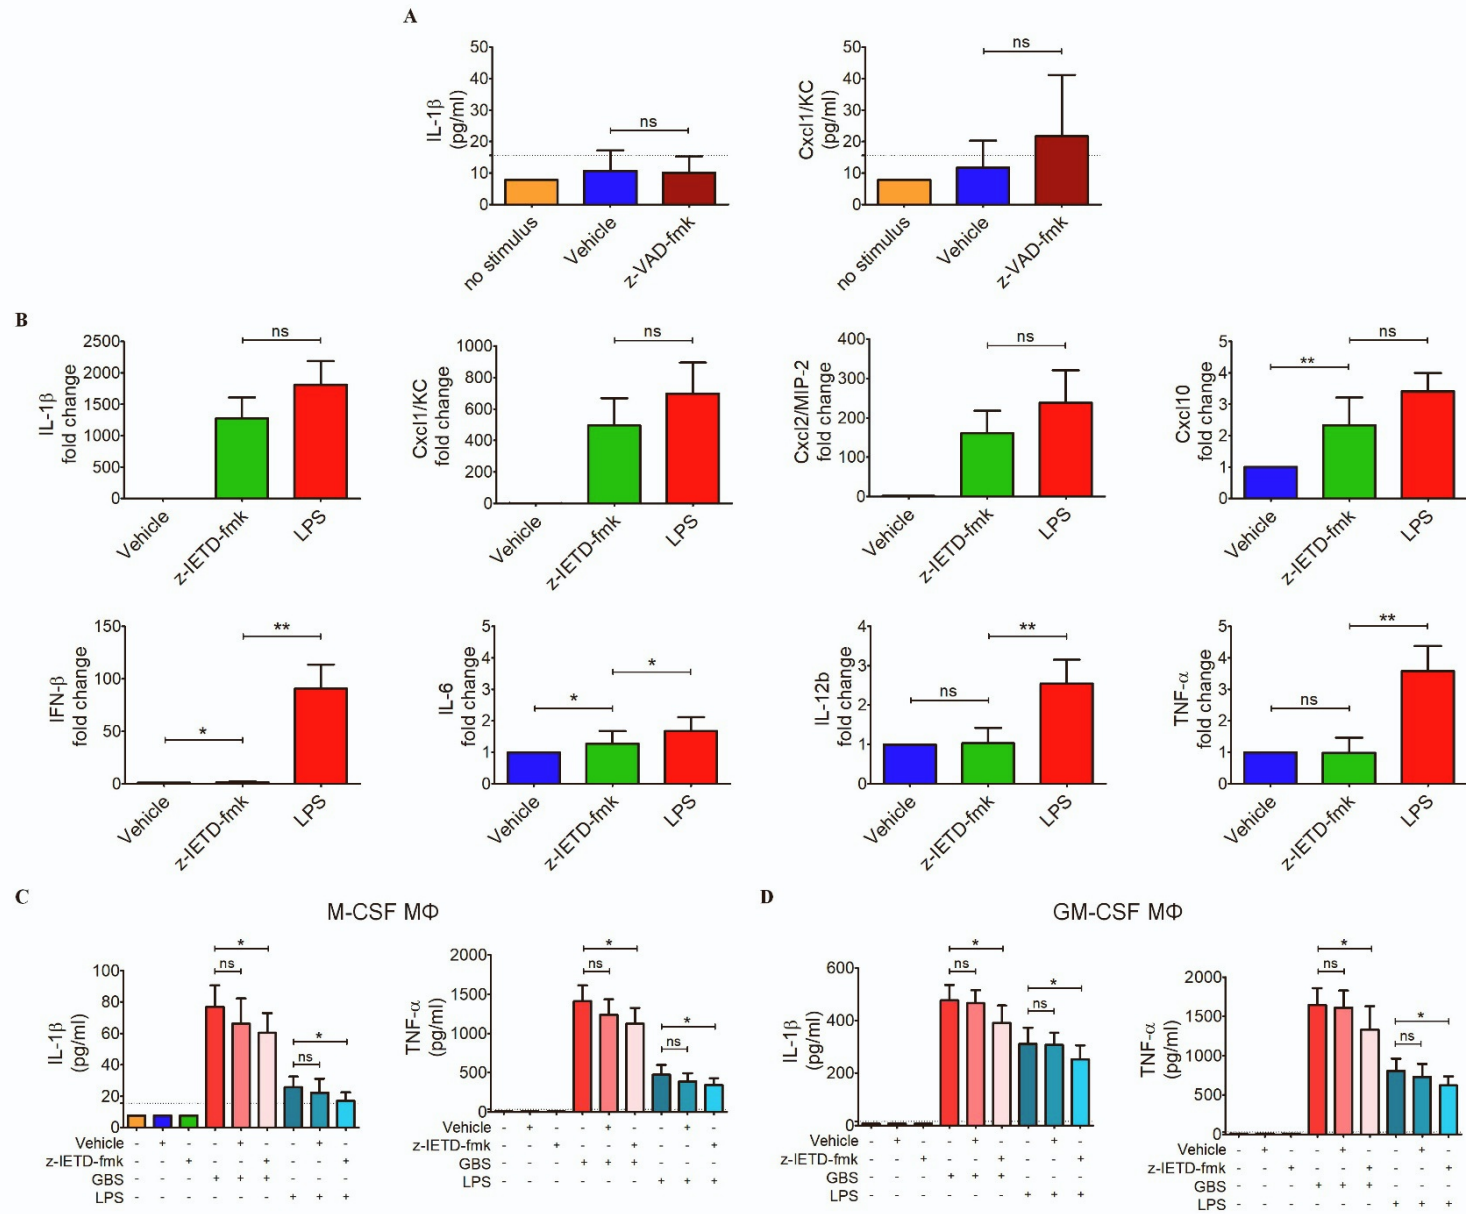 A
IL-1β
(pg/ml)
50
40
30
20
10
0
ns
no stimulus
Vehicle
z-VAD-fmk
Cxcl1/KC
(pg/ml)
50
40
30
20
10
0
ns
no stimulus
Vehicle
z-VAD-fmk
B
IL-1β
fold change
2500
2000
1500
1000
500
0
ns
Vehicle
z-IETD-fmk
LPS
Cxcl1/KC
fold change
1000
800
600
400
200
0
ns
Vehicle
z-IETD-fmk
LPS
Cxcl2/MIP-2
fold change
400
300
200
100
0
ns
Vehicle
z-IETD-fmk
LPS
Cxcl10
fold change
5
4
3
2
1
0
**
ns
Vehicle
z-IETD-fmk
LPS
IFN-β
fold change
150
100
50
0
*
**
Vehicle
z-IETD-fmk
LPS
IL-6
fold change
5
4
3
2
1
0
*
*
Vehicle
z-IETD-fmk
LPS
IL-12b
fold change
4
3
2
1
0
ns
**
Vehicle
z-IETD-fmk
LPS
TNF-α
fold change
5
4
3
2
1
0
ns
**
Vehicle
z-IETD-fmk
LPS
C
M-CSF MΦ
IL-1β
(pg/ml)
100
80
60
40
20
0
*
ns
*
ns
Vehicle - + - - + - - + -
z-IETD-fmk - - + - - + - - +
GBS - - - + + + - - -
LPS - - - - - - + + +
TNF-α
(pg/ml)
2000
1500
1000
500
0
*
ns
*
ns
Vehicle - + - - + - - + -
z-IETD-fmk - - + - - + - - +
GBS - - - + + + - - -
LPS - - - - - - + + +
D
GM-CSF MΦ
IL-1β
(pg/ml)
600
400
200
0
*
ns
*
ns
Vehicle - + - - + - - + -
z-IETD-fmk - - + - - + - - +
GBS - - - + + + - - -
LPS - - - - - - + + +
TNF-α
(pg/ml)
2000
1500
1000
500
0
*
ns
*
ns
Vehicle - + - - + - - + -
z-IETD-fmk - - + - - + - - +
GBS - - - + + + - - -
LPS - - - - - - + + +